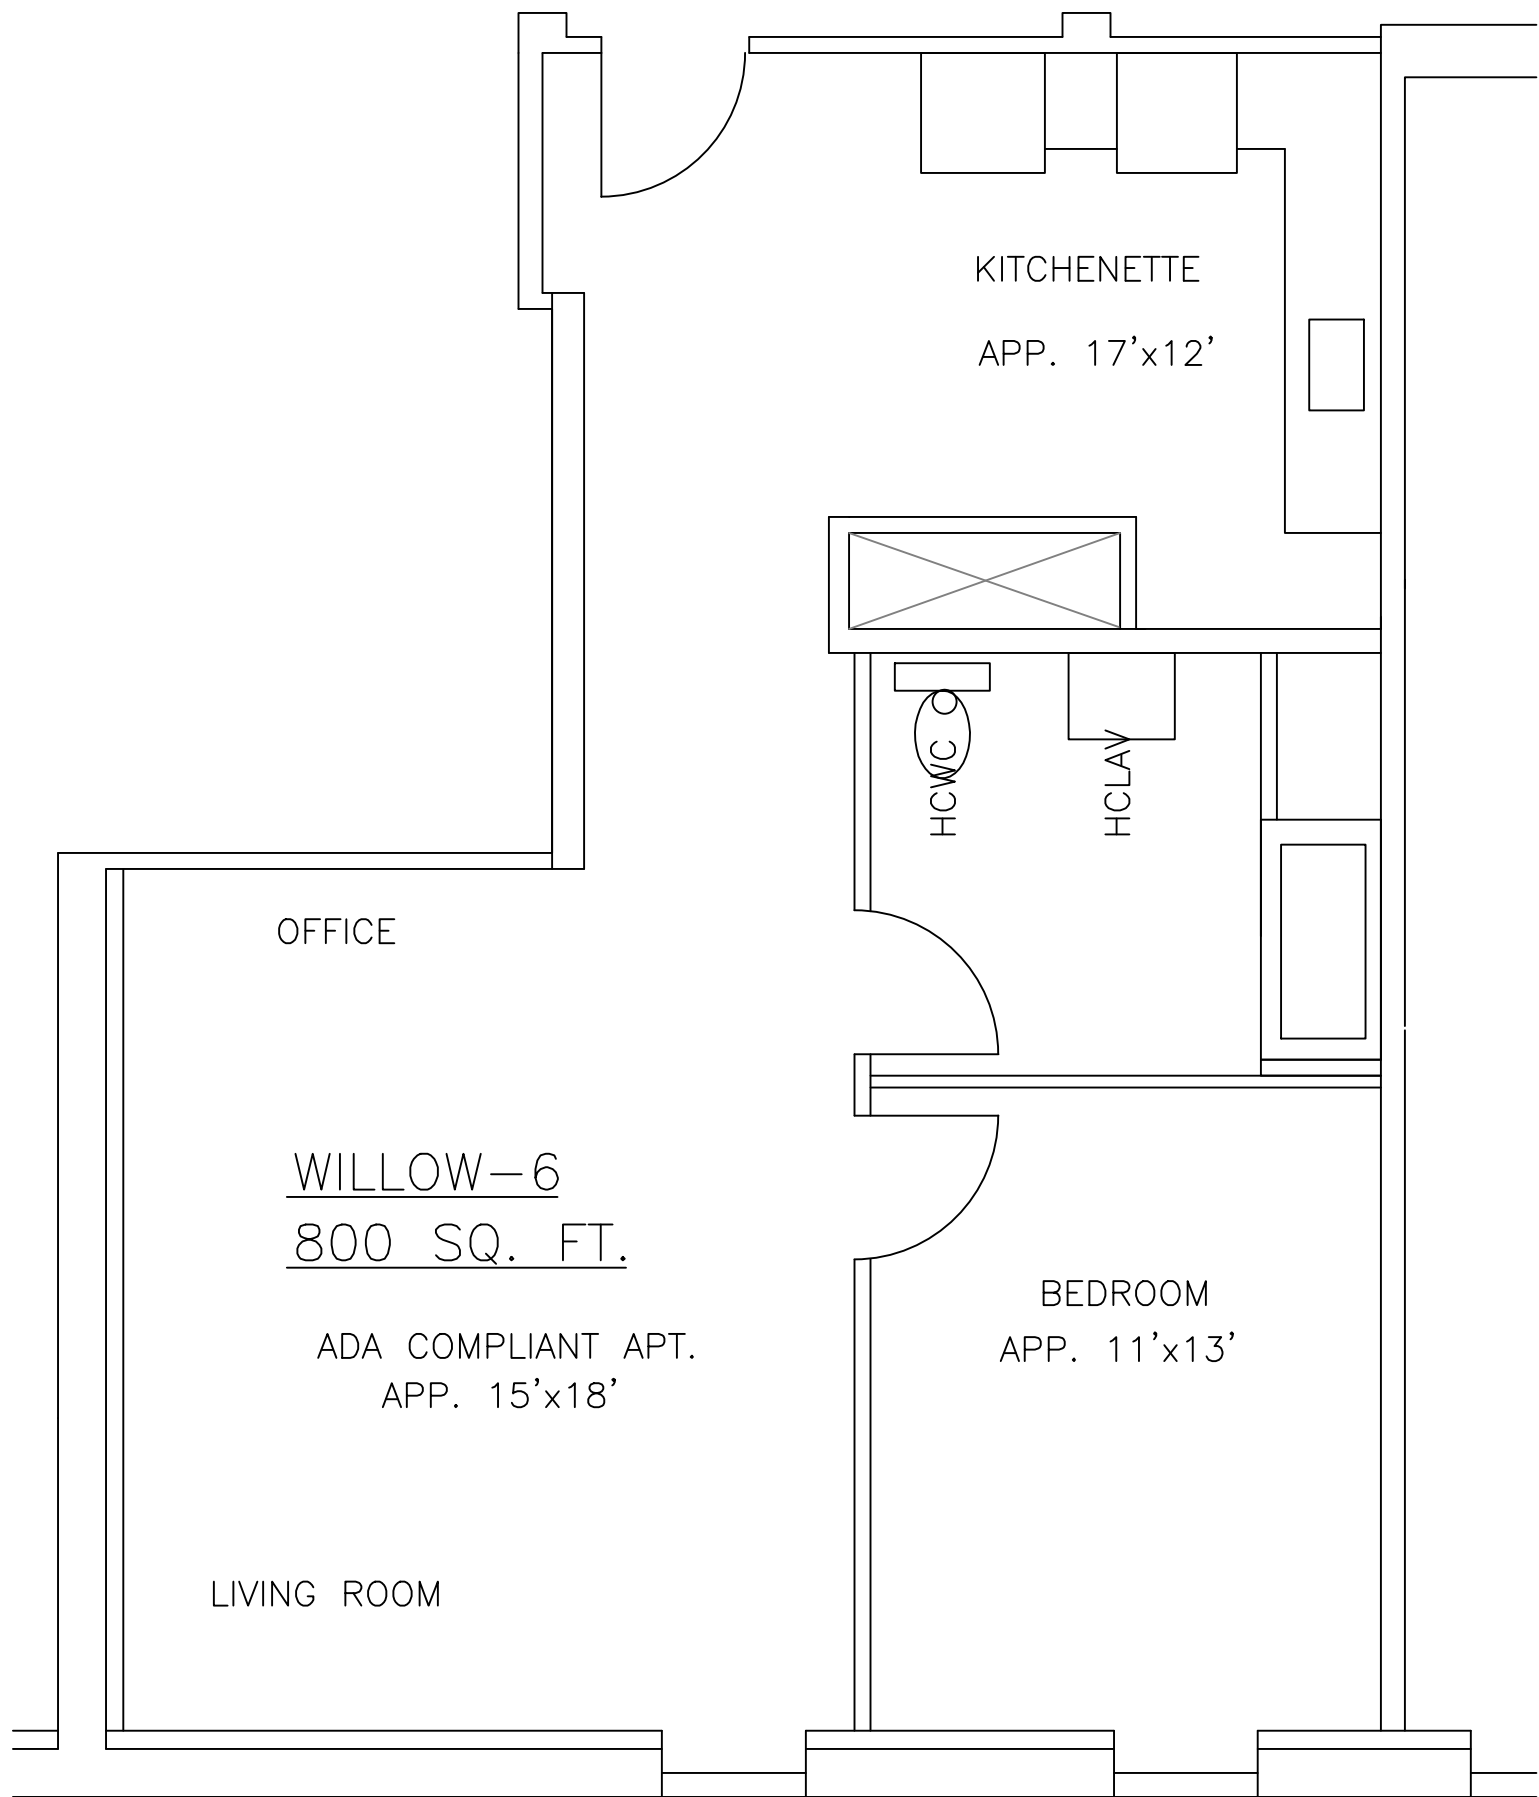 KITCHENETTE
APP. 17'x12'
HCWC
HCLAV
OFFICE
WILLOW-6
800 SQ. FT.
ADA COMPLIANT APT.
APP. 15'x18'
BEDROOM
APP. 11'x13'
LIVING ROOM